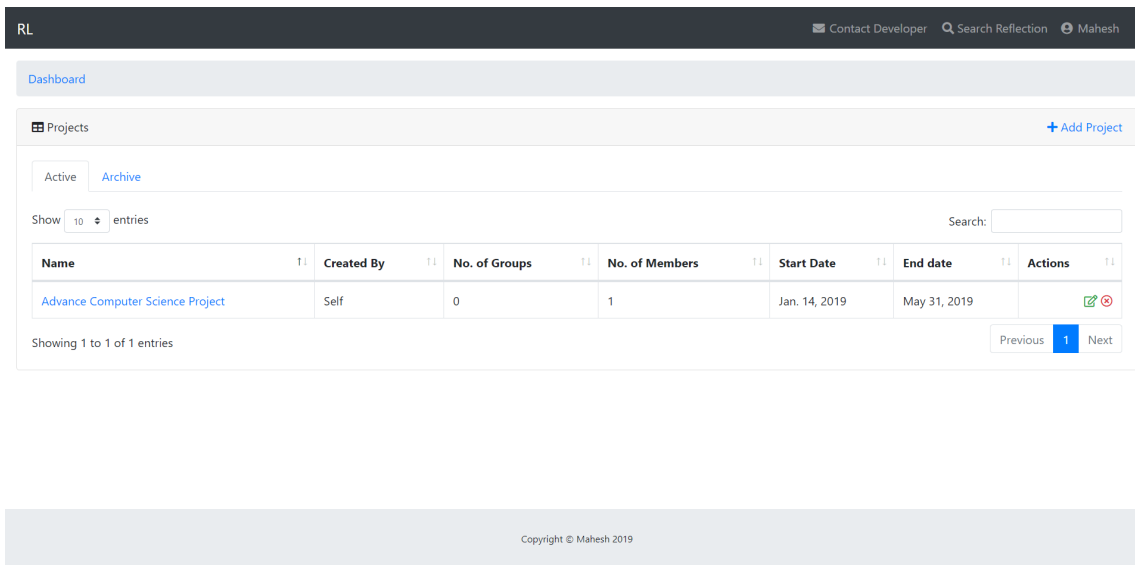 RL Contact Developer Search Reflection Mahesh
Dashboard
Projects + Add Project
Active Archive
Show 10 entries Search:
Name Created By No. of Groups No. of Members Start Date End date Actions
Advance Computer Science Project Self 0 1 Jan. 14, 2019 May 31, 2019
Showing 1 to 1 of 1 entries Previous 1 Next
Copyright © Mahesh 2019